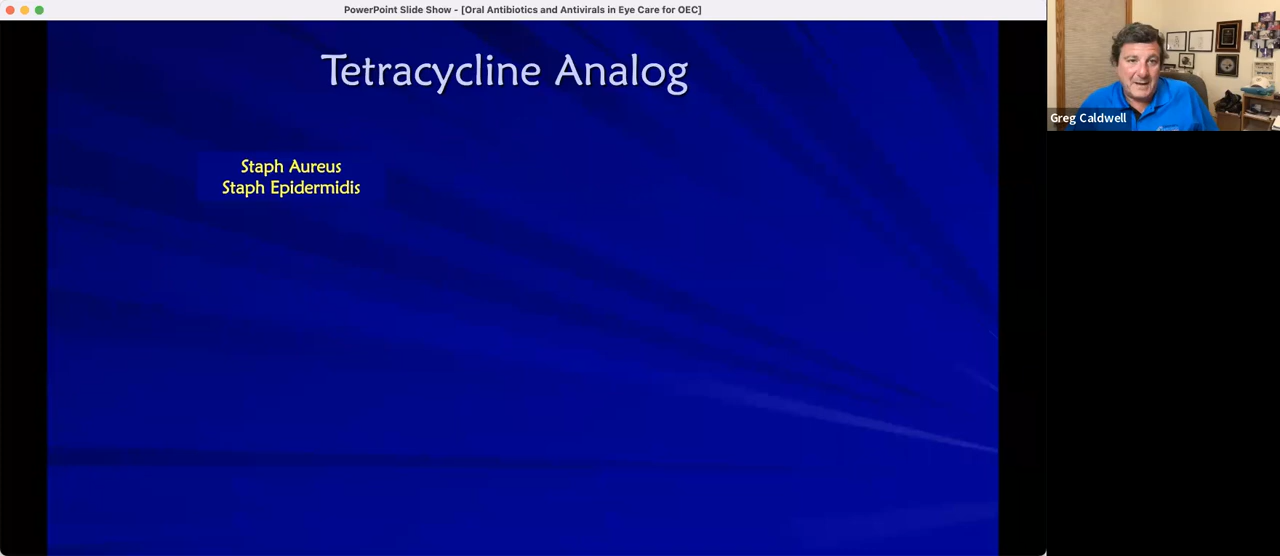 PowerPoint Slide Show - [Oral Antibiotics and Antivirals in Eye Care for OEC]
Tetracycline Analog
Staph Aureus
Staph Epidermidis
Greg Caldwell